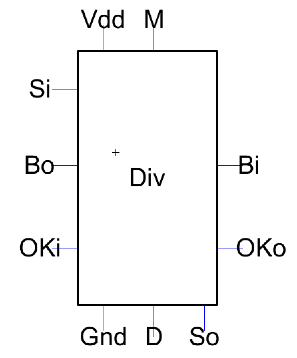 Vdd M
Si
Bo Bi
Div
OKi OKo
Gnd D So